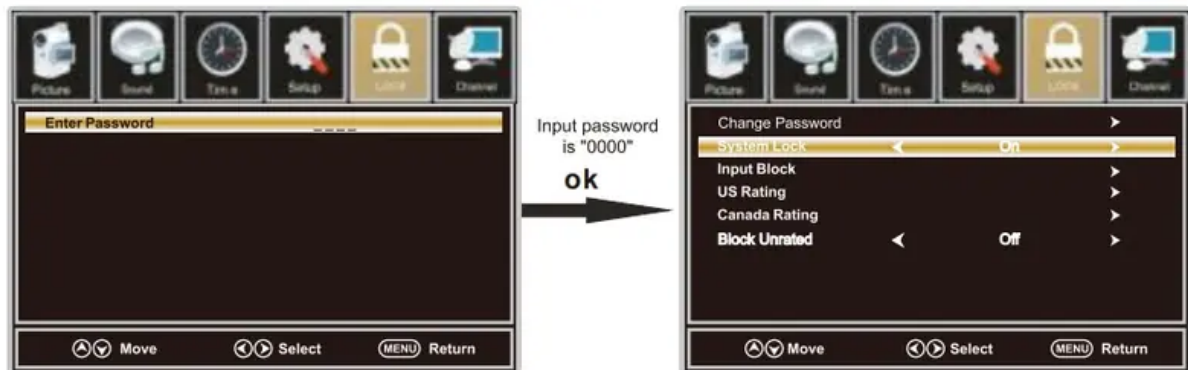 Picture Sound Time Setup Lock Channel
Enter Password _ _ _ _
Move Select MENU Return
Input password
is "0000"
ok
Picture Sound Time Setup Lock Channel
Change Password
System Lock On
Input Block
US Rating
Canada Rating
Block Unrated Off
Move Select MENU Return